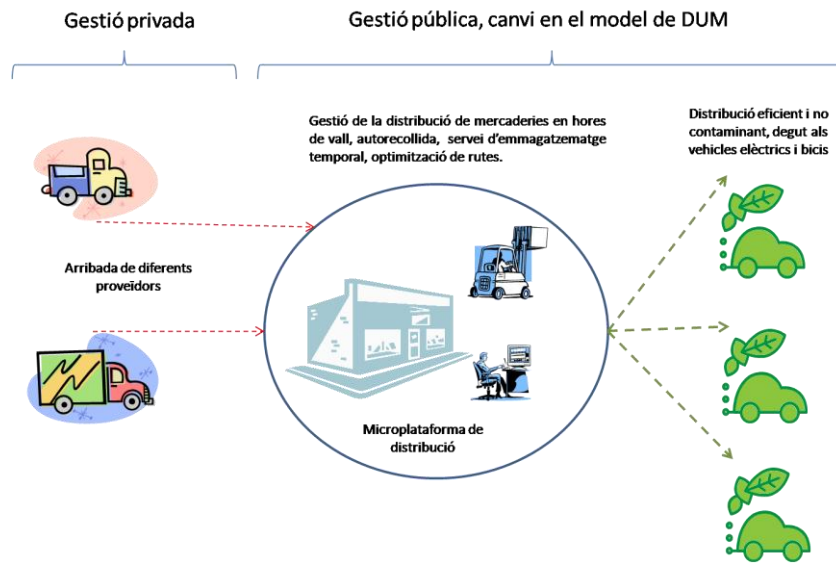 Gestió privada
Gestió pública, canvi en el model de DUM
Gestió de la distribució de mercaderies en hores
de vall, autorecollida, servei d'emmagatzematge
temporal, optimització de rutes.
Distribució eficient i no
contaminant, degut als
vehicles elèctrics i bicis
Arribada de diferents
proveïdors
Microplataforma de
distribució